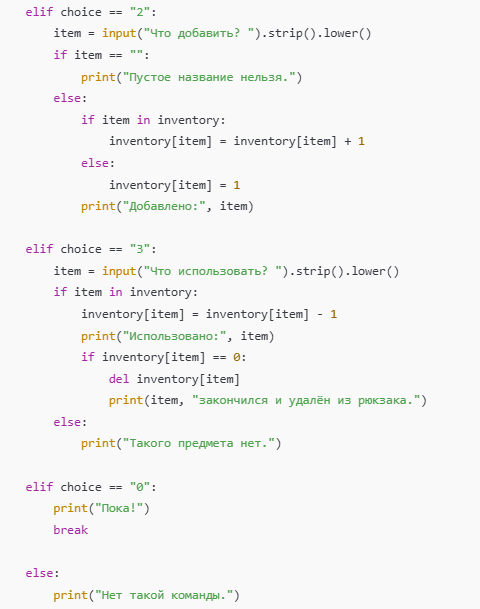 elif choice == "2":
    item = input("Что добавить? ").strip().lower()
    if item == "":
        print("Пустое название нельзя.")
    else:
        if item in inventory:
            inventory[item] = inventory[item] + 1
        else:
            inventory[item] = 1
        print("Добавлено:", item)

elif choice == "3":
    item = input("Что использовать? ").strip().lower()
    if item in inventory:
        inventory[item] = inventory[item] - 1
        print("Использовано:", item)
        if inventory[item] == 0:
            del inventory[item]
            print(item, "закончился и удалён из рюкзака.")
    else:
        print("Такого предмета нет.")

elif choice == "0":
    print("Пока!")
    break

else:
    print("Нет такой команды.")